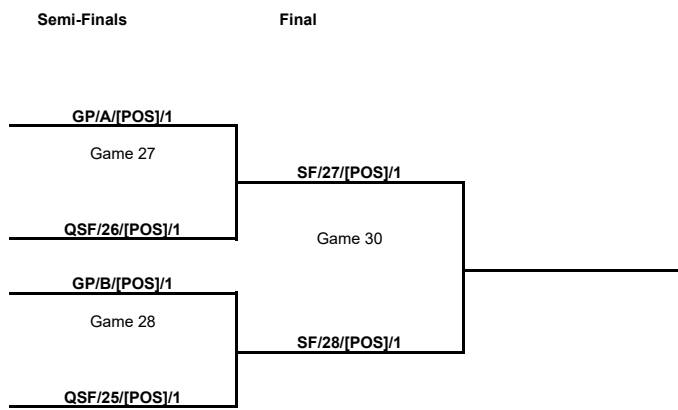 Semi-Finals Final
GP/A/[POS]/1
Game 27
SF/27/[POS]/1
QSF/26/[POS]/1
Game 30
GP/B/[POS]/1
Game 28
SF/28/[POS]/1
QSF/25/[POS]/1